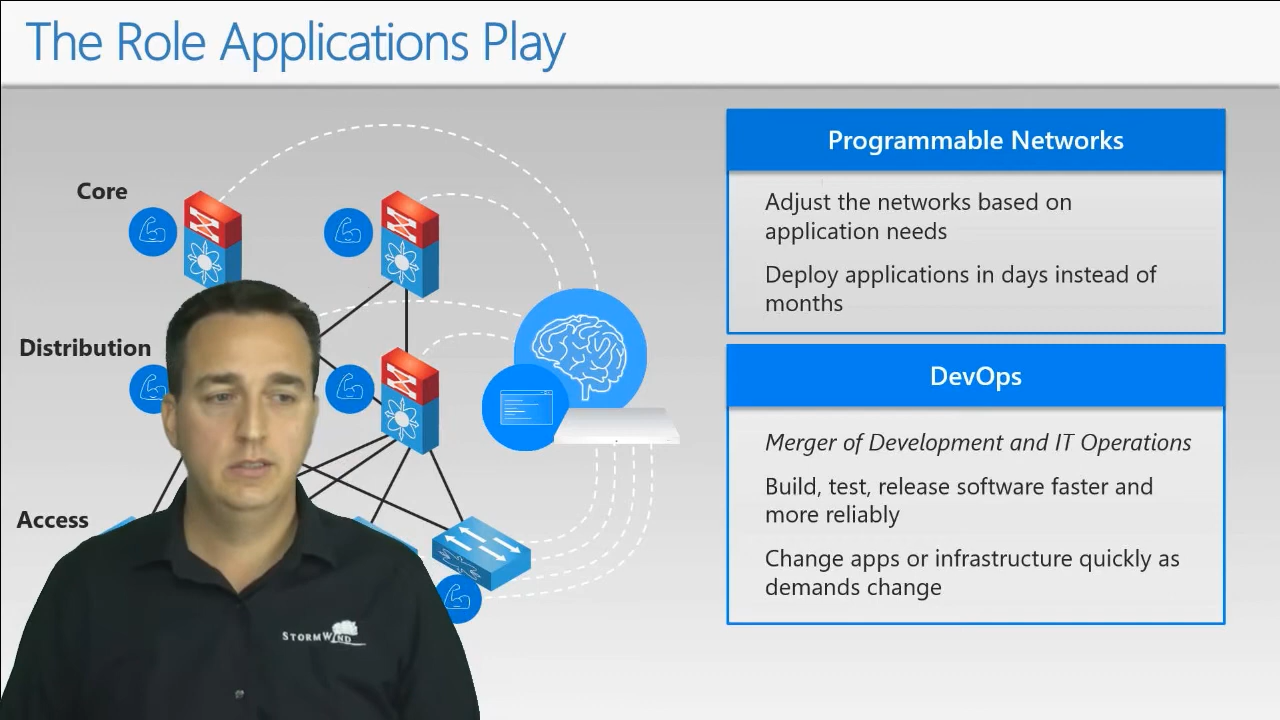 The Role Applications Play
Core
Distribution
Access
Programmable Networks
Adjust the networks based on
application needs
Deploy applications in days instead of
months
DevOps
Merger of Development and IT Operations
Build, test, release software faster and
more reliably
Change apps or infrastructure quickly as
demands change
STORMWIND